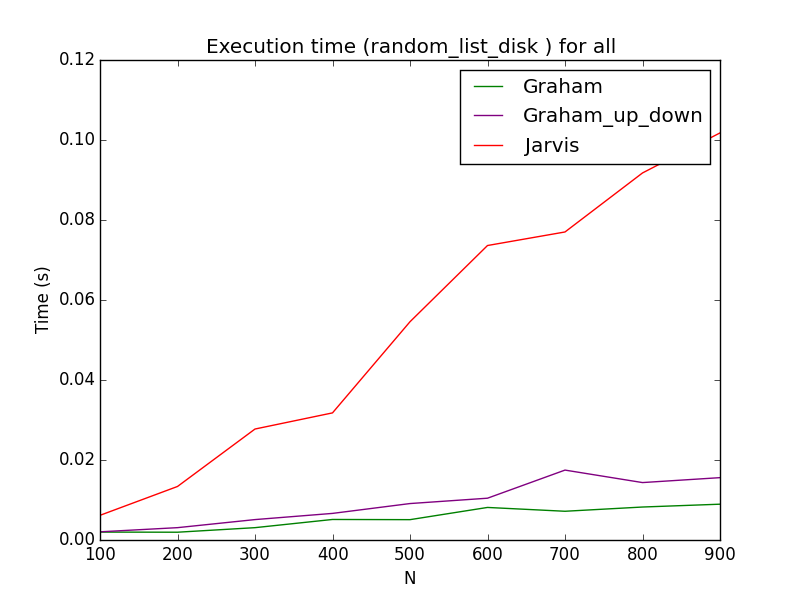 Execution time (random_list_disk ) for all
0.12
0.10
0.08
0.06
0.04
0.02
0.00
Time (s)
Graham
Graham_up_down
Jarvis
100 200 300 400 500 600 700 800 900
N